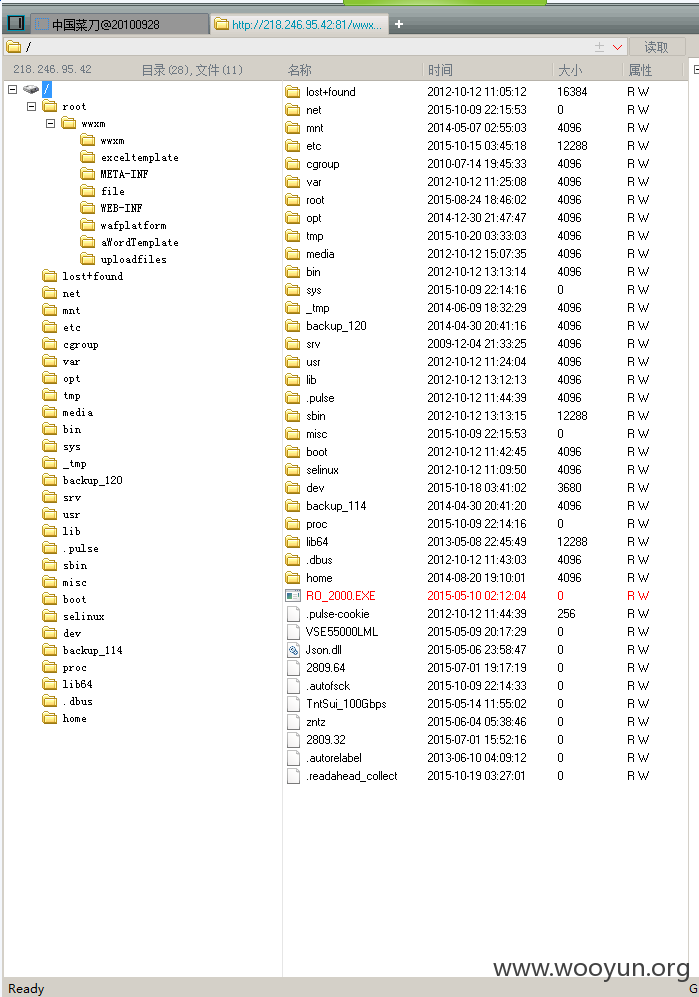 中国菜刀@20100928 http://218.246.95.42:81/wwx... +
/ 读取
218.246.95.42 目录(28),文件(11) 名称 时间 大小 属性
/
root
wwxm
wwxm
exceltemplate
META-INF
file
WEB-INF
wafplatform
aWordTemplate
uploadfiles
lost+found
net
mnt
etc
cgroup
var
opt
tmp
media
bin
sys
_tmp
backup_120
srv
usr
lib
.pulse
sbin
misc
boot
selinux
dev
backup_114
proc
lib64
.dbus
home
lost+found 2012-10-12 11:05:12 16384 R W
net 2015-10-09 22:15:53 0 R W
mnt 2014-05-07 02:55:03 4096 R W
etc 2015-10-15 03:45:18 12288 R W
cgroup 2010-07-14 19:45:33 4096 R W
var 2012-10-12 11:25:08 4096 R W
root 2015-08-24 18:46:02 4096 R W
opt 2014-12-30 21:47:47 4096 R W
tmp 2015-10-20 03:33:03 4096 R W
media 2012-10-12 15:07:35 4096 R W
bin 2012-10-12 13:13:14 4096 R W
sys 2015-10-09 22:14:16 0 R W
_tmp 2014-06-09 18:32:29 4096 R W
backup_120 2014-04-30 20:41:16 4096 R W
srv 2009-12-04 21:33:25 4096 R W
usr 2012-10-12 11:24:04 4096 R W
lib 2012-10-12 13:12:13 4096 R W
.pulse 2012-10-12 11:44:39 4096 R W
sbin 2012-10-12 13:13:15 12288 R W
misc 2015-10-09 22:15:53 0 R W
boot 2012-10-12 11:42:45 4096 R W
selinux 2012-10-12 11:09:50 4096 R W
dev 2015-10-18 03:41:02 3680 R W
backup_114 2014-04-30 20:41:20 4096 R W
proc 2015-10-09 22:14:16 0 R W
lib64 2013-05-08 22:45:49 12288 R W
.dbus 2012-10-12 11:43:03 4096 R W
home 2014-08-20 19:10:01 4096 R W
RO_2000.EXE 2015-05-10 02:12:04 0 R W
.pulse-cookie 2012-10-12 11:44:39 256 R W
VSE55000LML 2015-05-09 20:17:29 0 R W
Json.dll 2015-05-06 23:58:47 0 R W
2809.64 2015-07-01 19:17:19 0 R W
.autofsck 2015-10-09 22:14:33 0 R W
TntSui_100Gbps 2015-05-14 11:55:02 0 R W
zntz 2015-06-04 05:38:46 0 R W
2809.32 2015-07-01 15:52:16 0 R W
.autorelabel 2013-06-10 04:09:12 0 R W
.readahead_collect 2015-10-19 03:27:01 0 R W
www.wooyun.org
Ready G